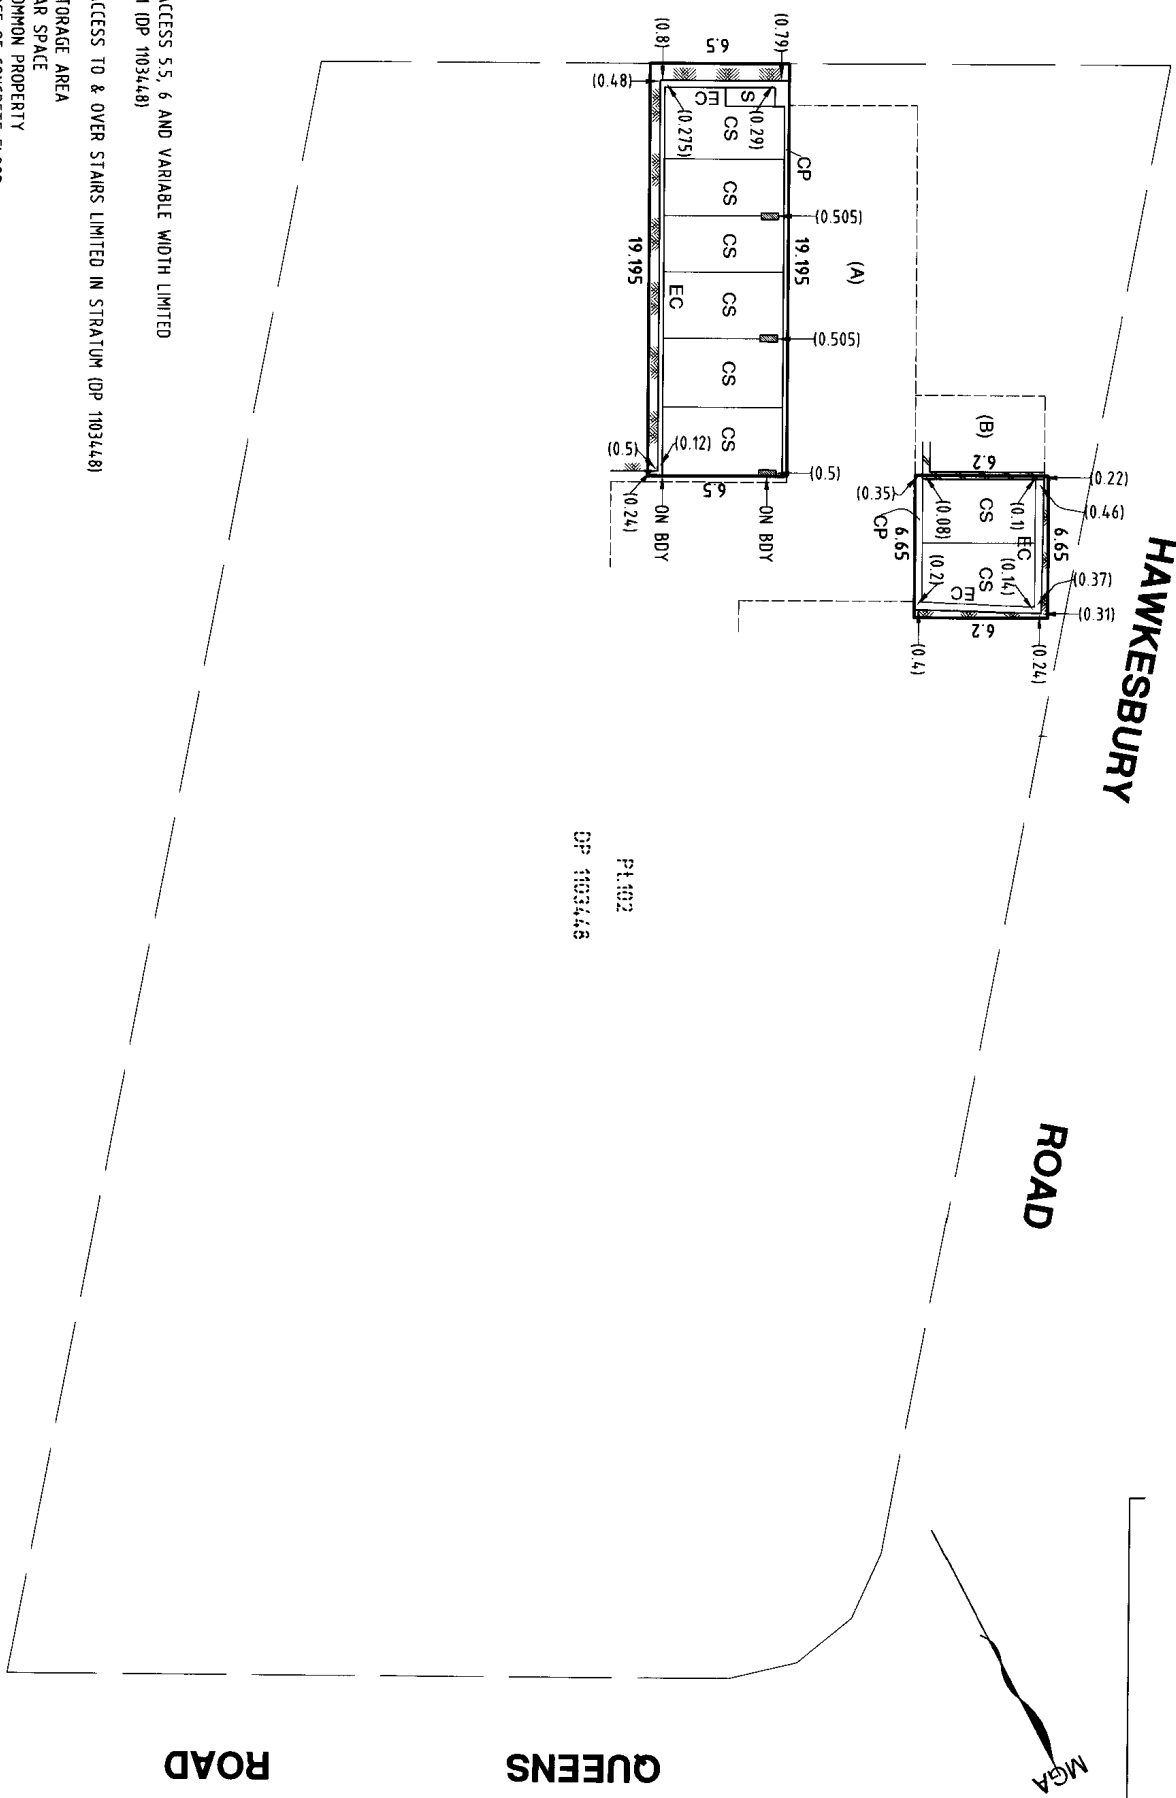 HAWKESBURY
ROAD
QUEENS
ROAD
MGA
(A)
(B)
(0.8)
6.5
(0.79)
(0.48)
EC
S
(0.275)
(0.29)
CS
CP
CS
(0.505)
CS
19.195
19.195
EC
CS
(0.505)
CS
CS
(0.12)
(0.5)
(0.5)
6.5
(0.24)
ON BDY
ON BDY
6.2
(0.22)
(0.46)
(0.35)
(0.08)
CS
(0.1)
EC
6.65
6.65
CP
CS
(0.14)
(0.37)
(0.2)
EC
(0.31)
6.2
(0.4)
(0.24)
Pt.102
DP 1103448
ACCESS 5.5, 6 AND VARIABLE WIDTH LIMITED
(DP 1103448)
ACCESS TO & OVER STAIRS LIMITED IN STRATUM (DP 1103448)
TORAGE AREA
AR SPACE
OMMON PROPERTY